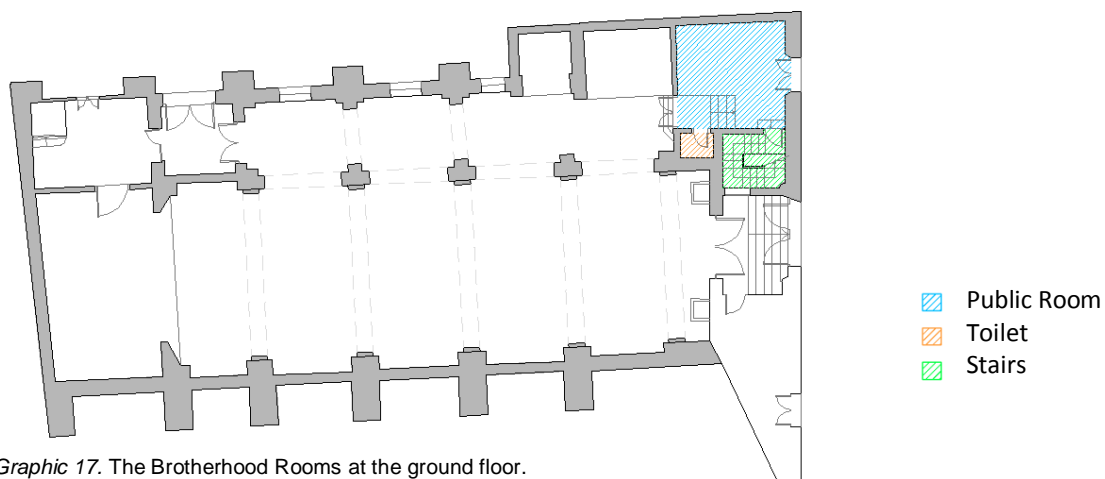 Public Room
Toilet
Stairs
Graphic 17. The Brotherhood Rooms at the ground floor.